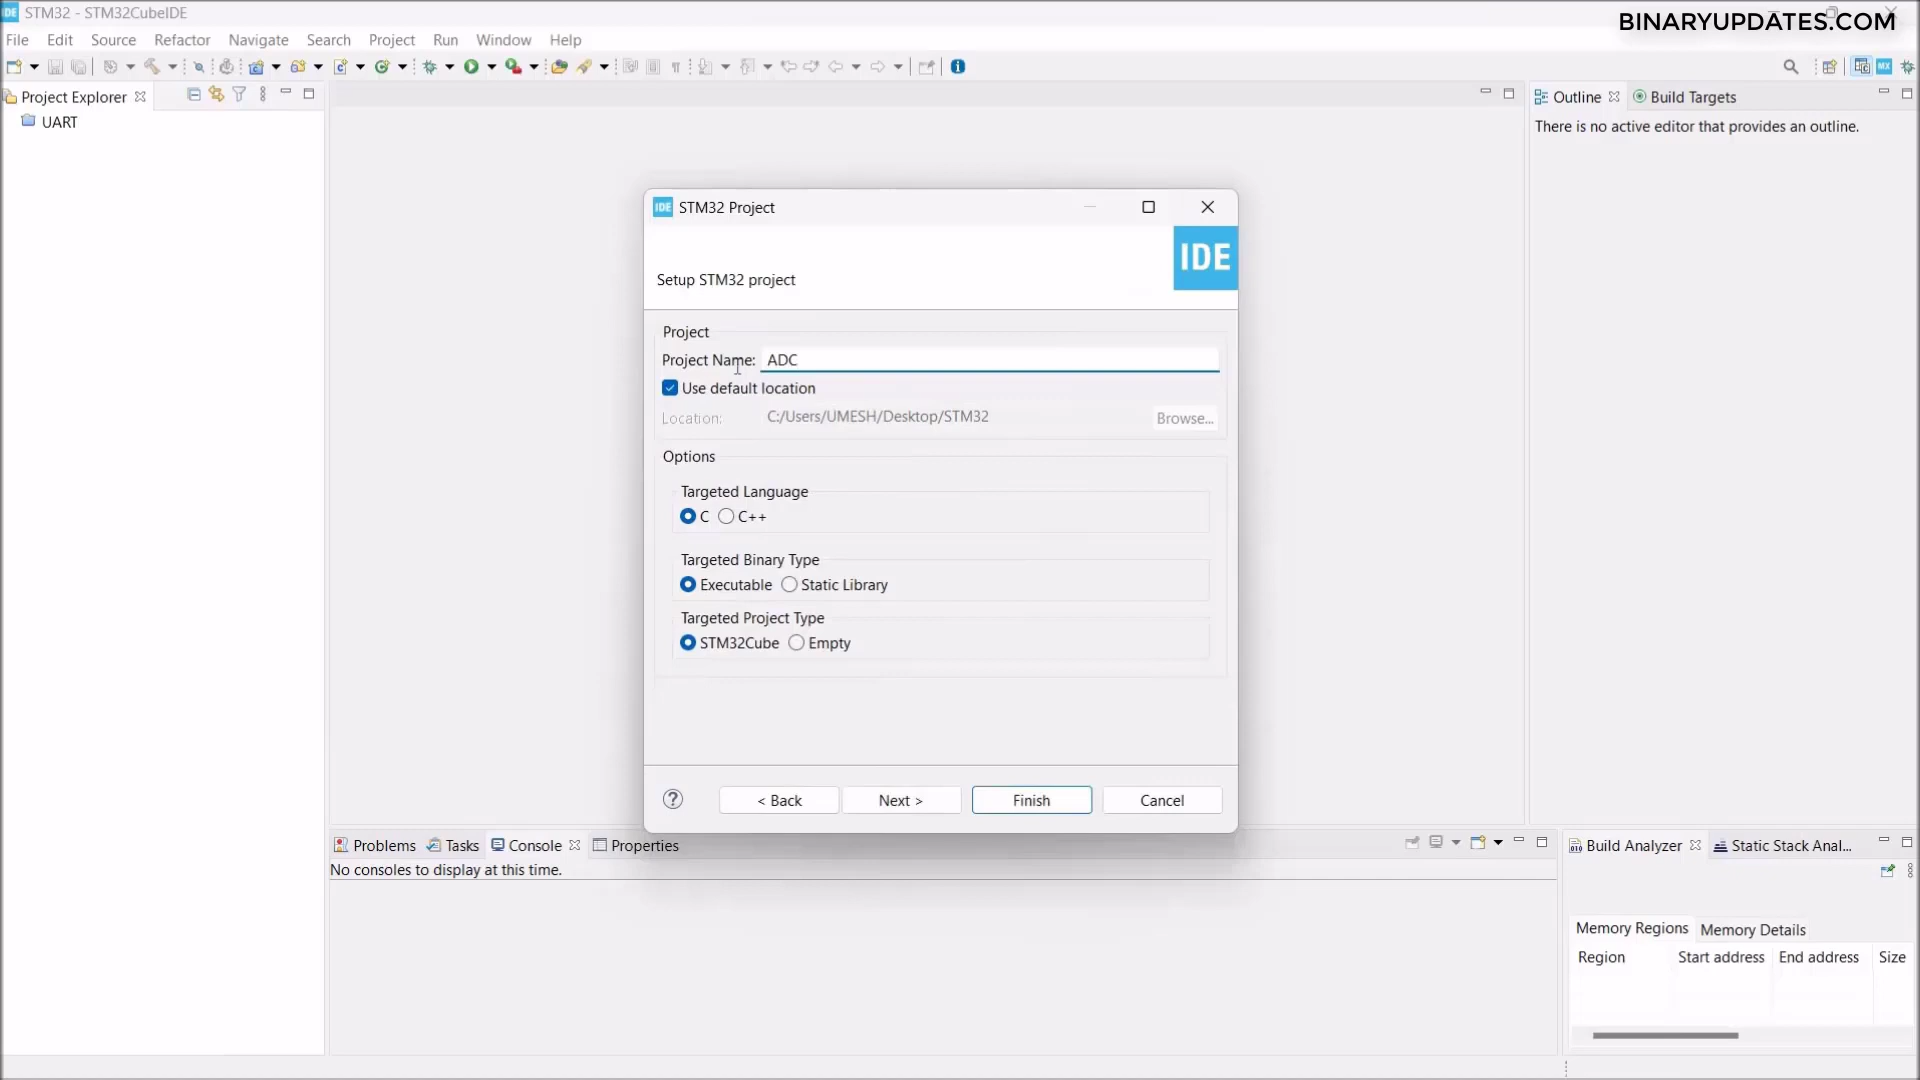 IDE STM32 - STM32CubeIDE
BINARYUPDATES.COM
File Edit Source Refactor Navigate Search Project Run Window Help
MX
Project Explorer
UART
Outline Build Targets
There is no active editor that provides an outline.
IDE STM32 Project
IDE
Setup STM32 project
Project
Project Name: ADC
Use default location
Location: C:/Users/UMESH/Desktop/STM32 Browse...
Options
Targeted Language
C C++
Targeted Binary Type
Executable Static Library
Targeted Project Type
STM32Cube Empty
< Back Next > Finish Cancel
Problems Tasks Console Properties
No consoles to display at this time.
Build Analyzer Static Stack Anal...
Memory Regions Memory Details
Region Start address End address Size